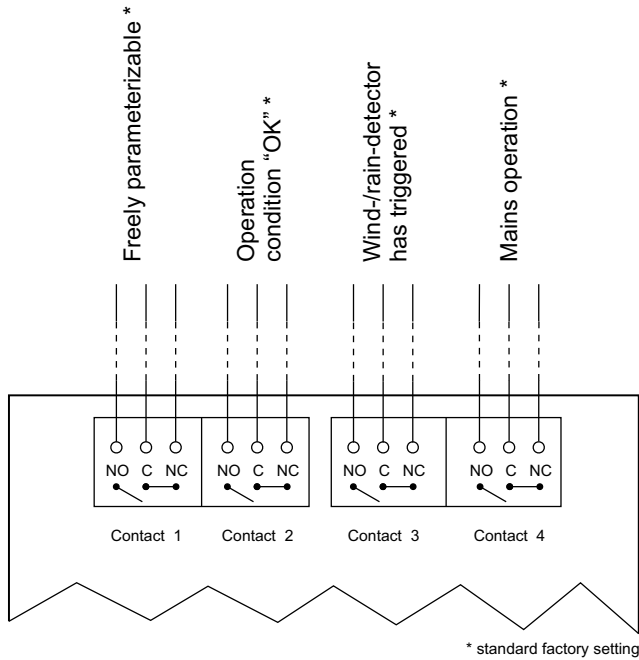 Freely parameterizable *
Operation
condition “OK” *
Wind-/rain-detector
has triggered *
Mains operation *
NO C NC
NO C NC
NO C NC
NO C NC
Contact 1
Contact 2
Contact 3
Contact 4
* standard factory setting